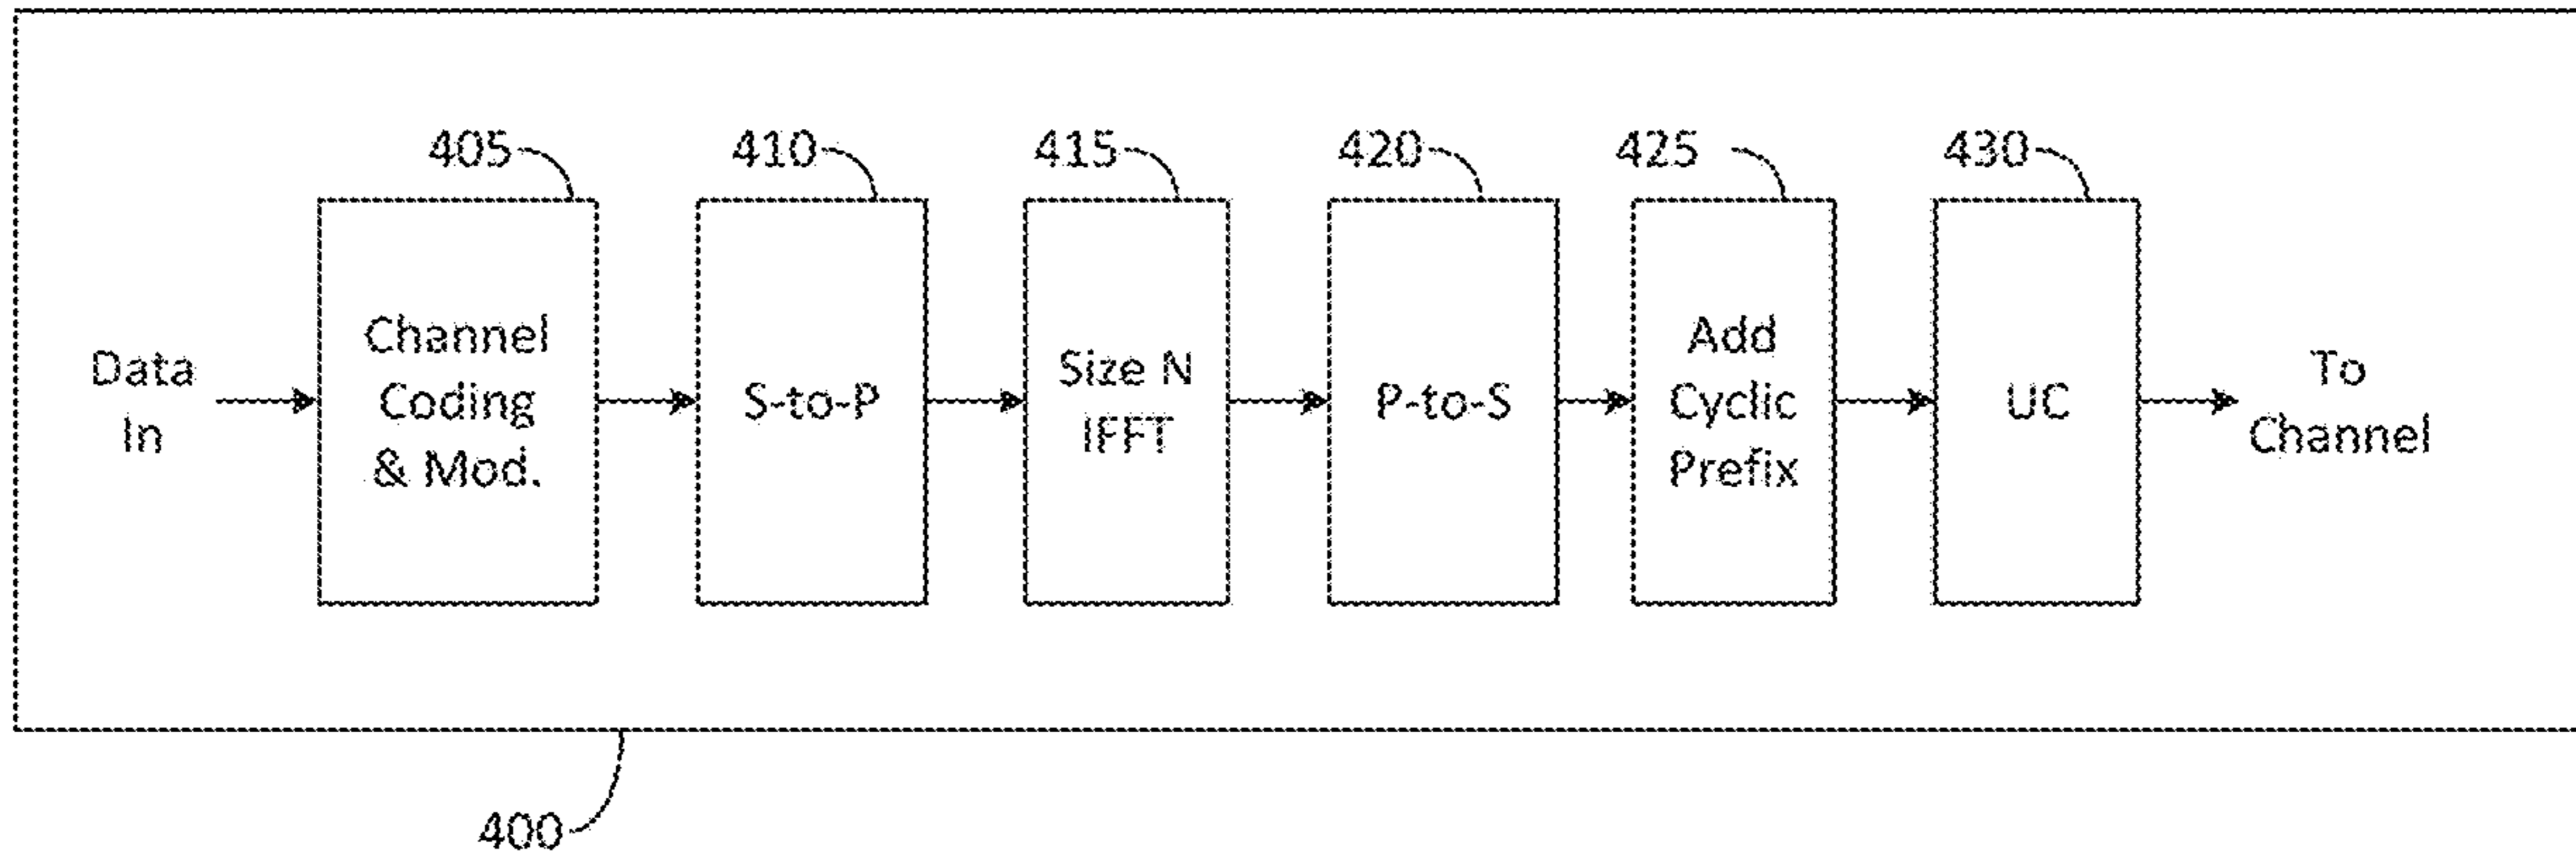 405
410
415
420
425
430
Data
In
Channel
Coding
& Mod.
S-to-P
Size N
IFFT
P-to-S
Add
Cyclic
Prefix
UC
To
Channel
400